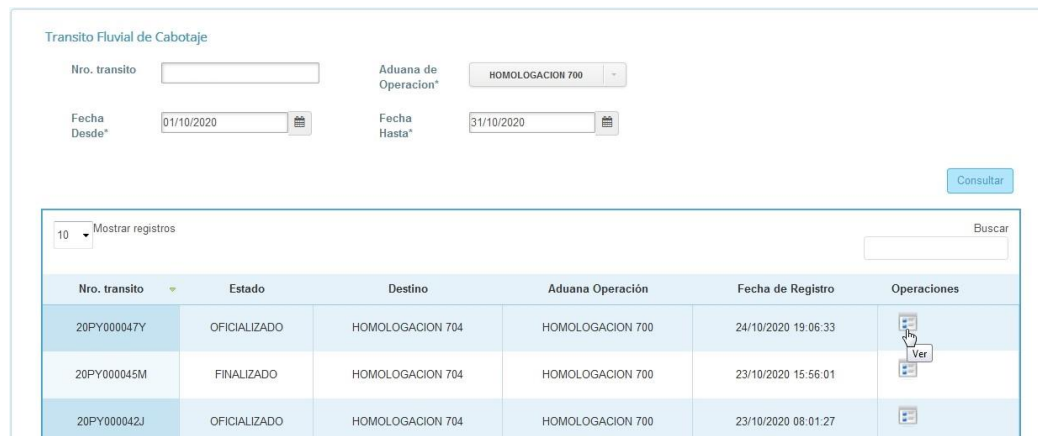 Transito Fluvial de Cabotaje
Nro. transito
Aduana de
Operacion*
HOMOLOGACION 700
Fecha
Desde*
01/10/2020
Fecha
Hasta*
31/10/2020
Consultar
10 Mostrar registros
Buscar
Nro. transito Estado Destino Aduana Operación Fecha de Registro Operaciones
20PY000047Y OFICIALIZADO HOMOLOGACION 704 HOMOLOGACION 700 24/10/2020 19:06:33
Ver
20PY000045M FINALIZADO HOMOLOGACION 704 HOMOLOGACION 700 23/10/2020 15:56:01
20PY000042J OFICIALIZADO HOMOLOGACION 704 HOMOLOGACION 700 23/10/2020 08:01:27